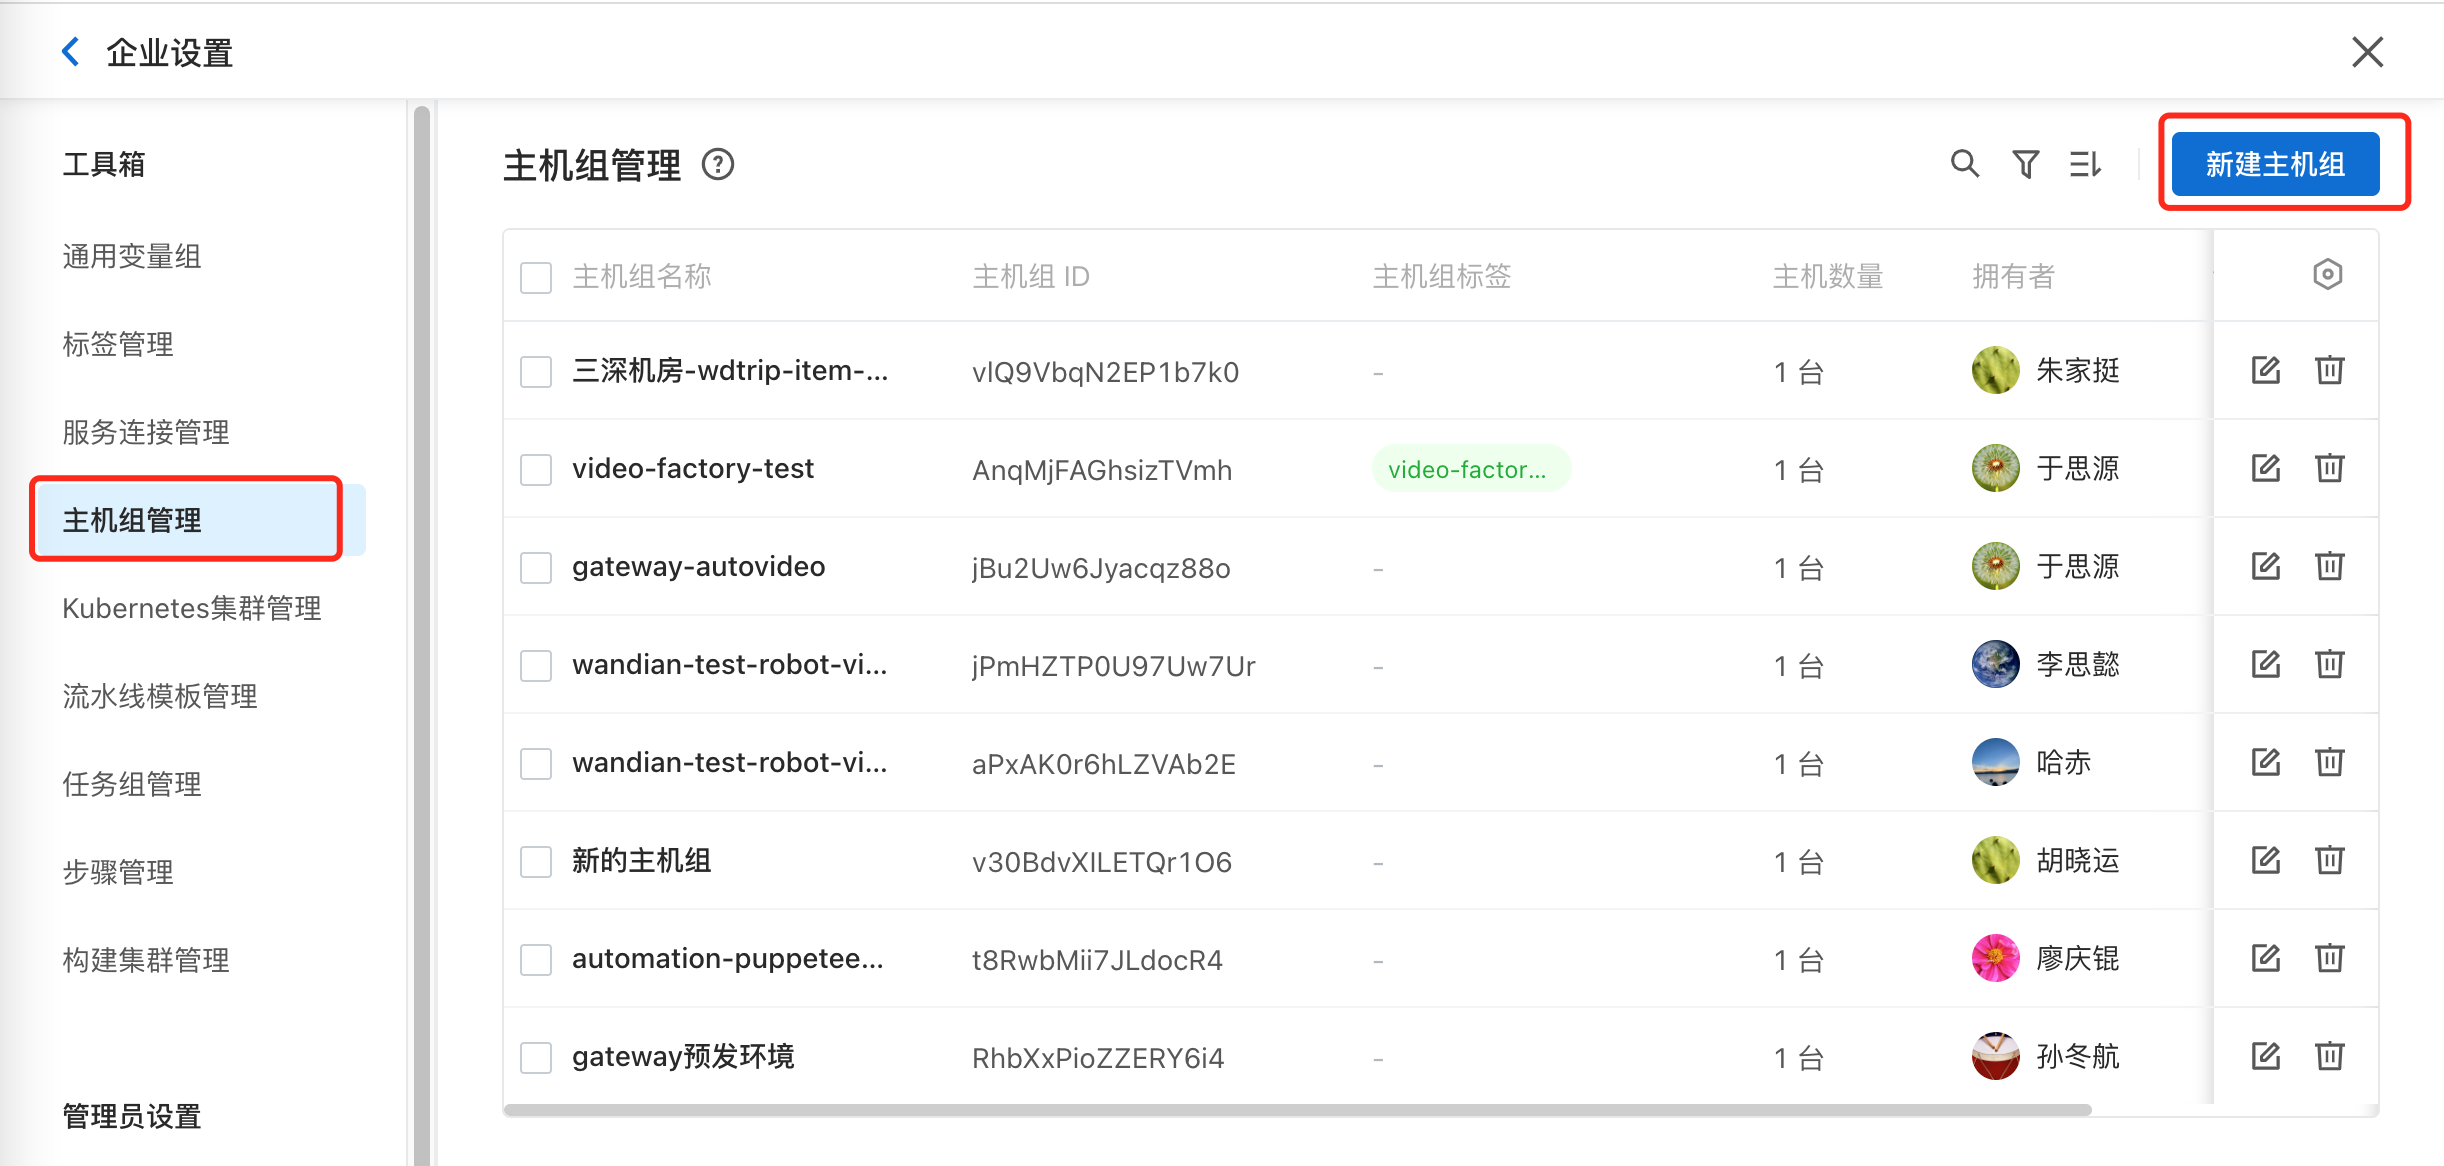 企业设置
工具箱
通用变量组
标签管理
服务连接管理
主机组管理
Kubernetes集群管理
流水线模板管理
任务组管理
步骤管理
构建集群管理
管理员设置
主机组管理
新建主机组
主机组名称 主机组 ID 主机组标签 主机数量 拥有者
三深机房-wdtrip-item-... vlQ9VbqN2EP1b7k0 - 1 台 朱家挺
video-factory-test AnqMjFAGhsizTVmh video-factor... 1 台 于思源
gateway-autovideo jBu2Uw6Jyacqz88o - 1 台 于思源
wandian-test-robot-vi... jPmHZTP0U97Uw7Ur - 1 台 李思懿
wandian-test-robot-vi... aPxAK0r6hLZVAb2E - 1 台 哈赤
新的主机组 v30BdvXILETQr1O6 - 1 台 胡晓运
automation-puppetee... t8RwbMii7JLdocR4 - 1 台 廖庆锟
gateway预发环境 RhbXxPioZZERY6i4 - 1 台 孙冬航